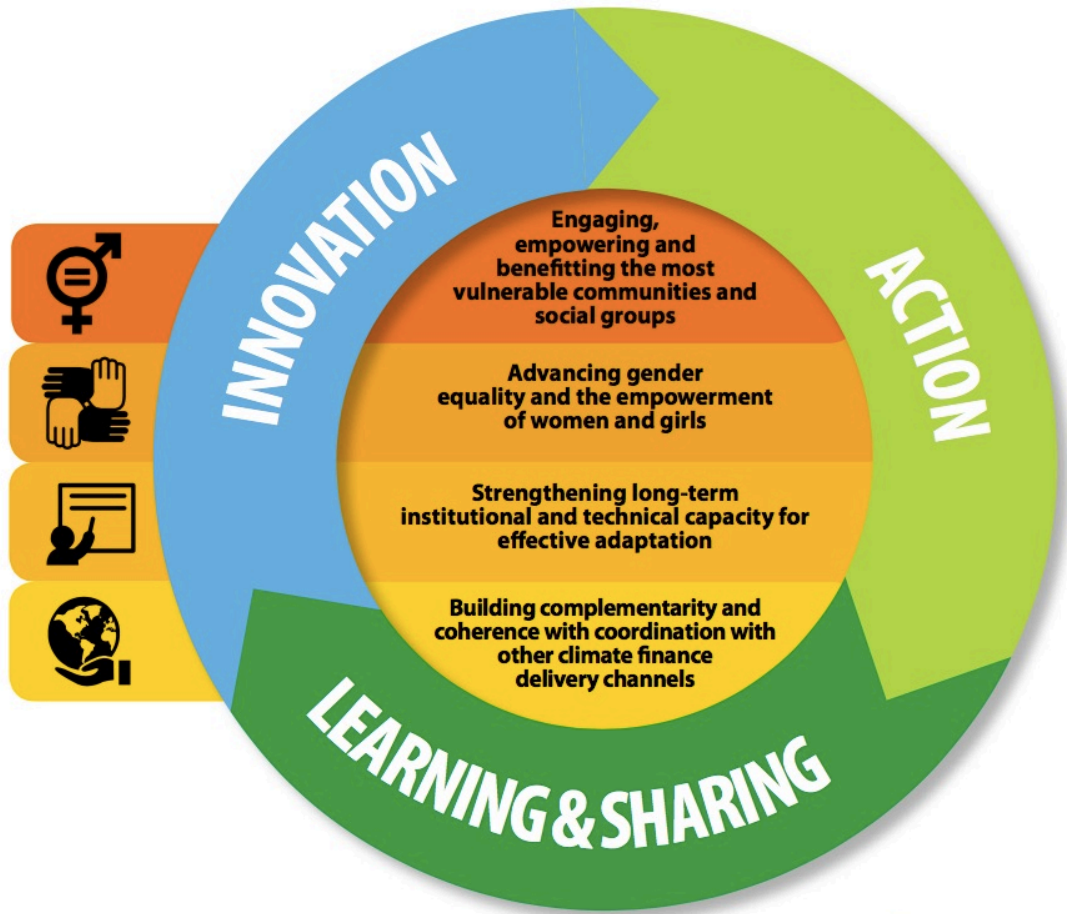 INNOVATION
ACTION
Engaging,
empowering and
benefitting the most
vulnerable communities and
social groups
Advancing gender
equality and the empowerment
of women and girls
Strengthening long-term
institutional and technical capacity for
effective adaptation
Building complementarity and
coherence with coordination with
other climate finance
delivery channels
LEARNING & SHARING